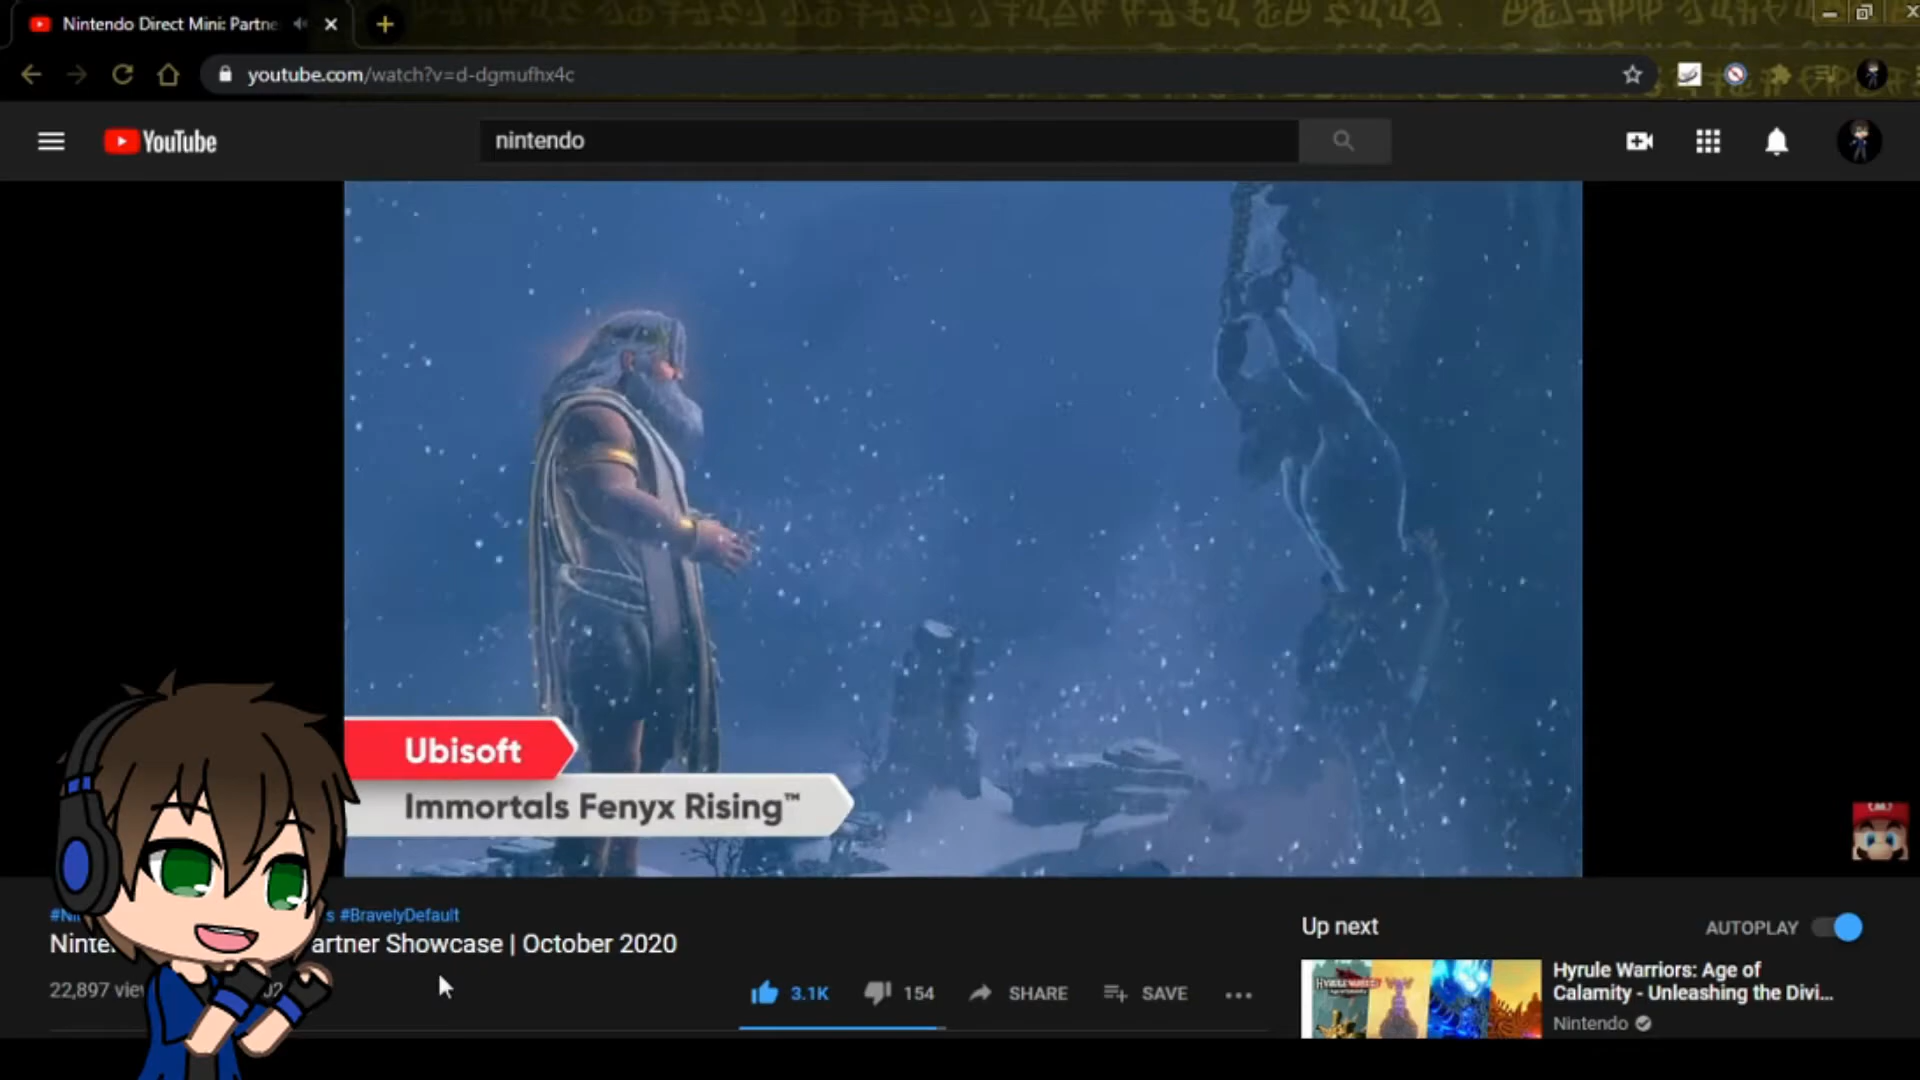 Nintendo Direct Mini: Partne
youtube.com/watch?v=d-dgmufhx4c
YouTube
nintendo
Ubisoft
Immortals Fenyx Rising™
#BravelyDefault
artner Showcase | October 2020
22,897
3.1K
154
SHARE
SAVE
Up next
AUTOPLAY
Hyrule Warriors: Age of
Calamity - Unleashing the Divi...
Nintendo